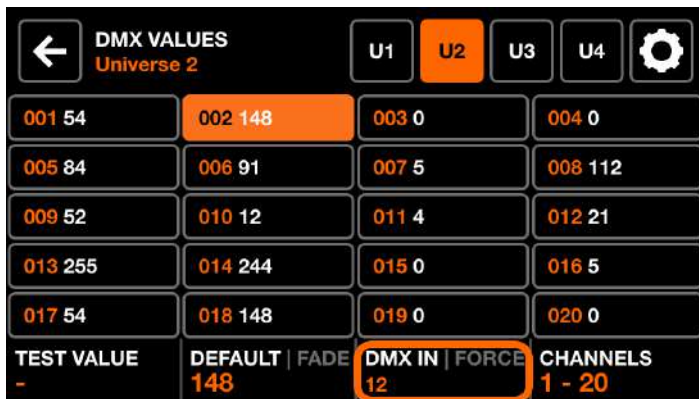 DMX VALUES
Universe 2
U1 U2 U3 U4
001 54 002 148 003 0 004 0
005 84 006 91 007 5 008 112
009 52 010 12 011 4 012 21
013 255 014 244 015 0 016 5
017 54 018 148 019 0 020 0
TEST VALUE DEFAULT | FADE DMX IN | FORCE CHANNELS
- 148 12 1 - 20